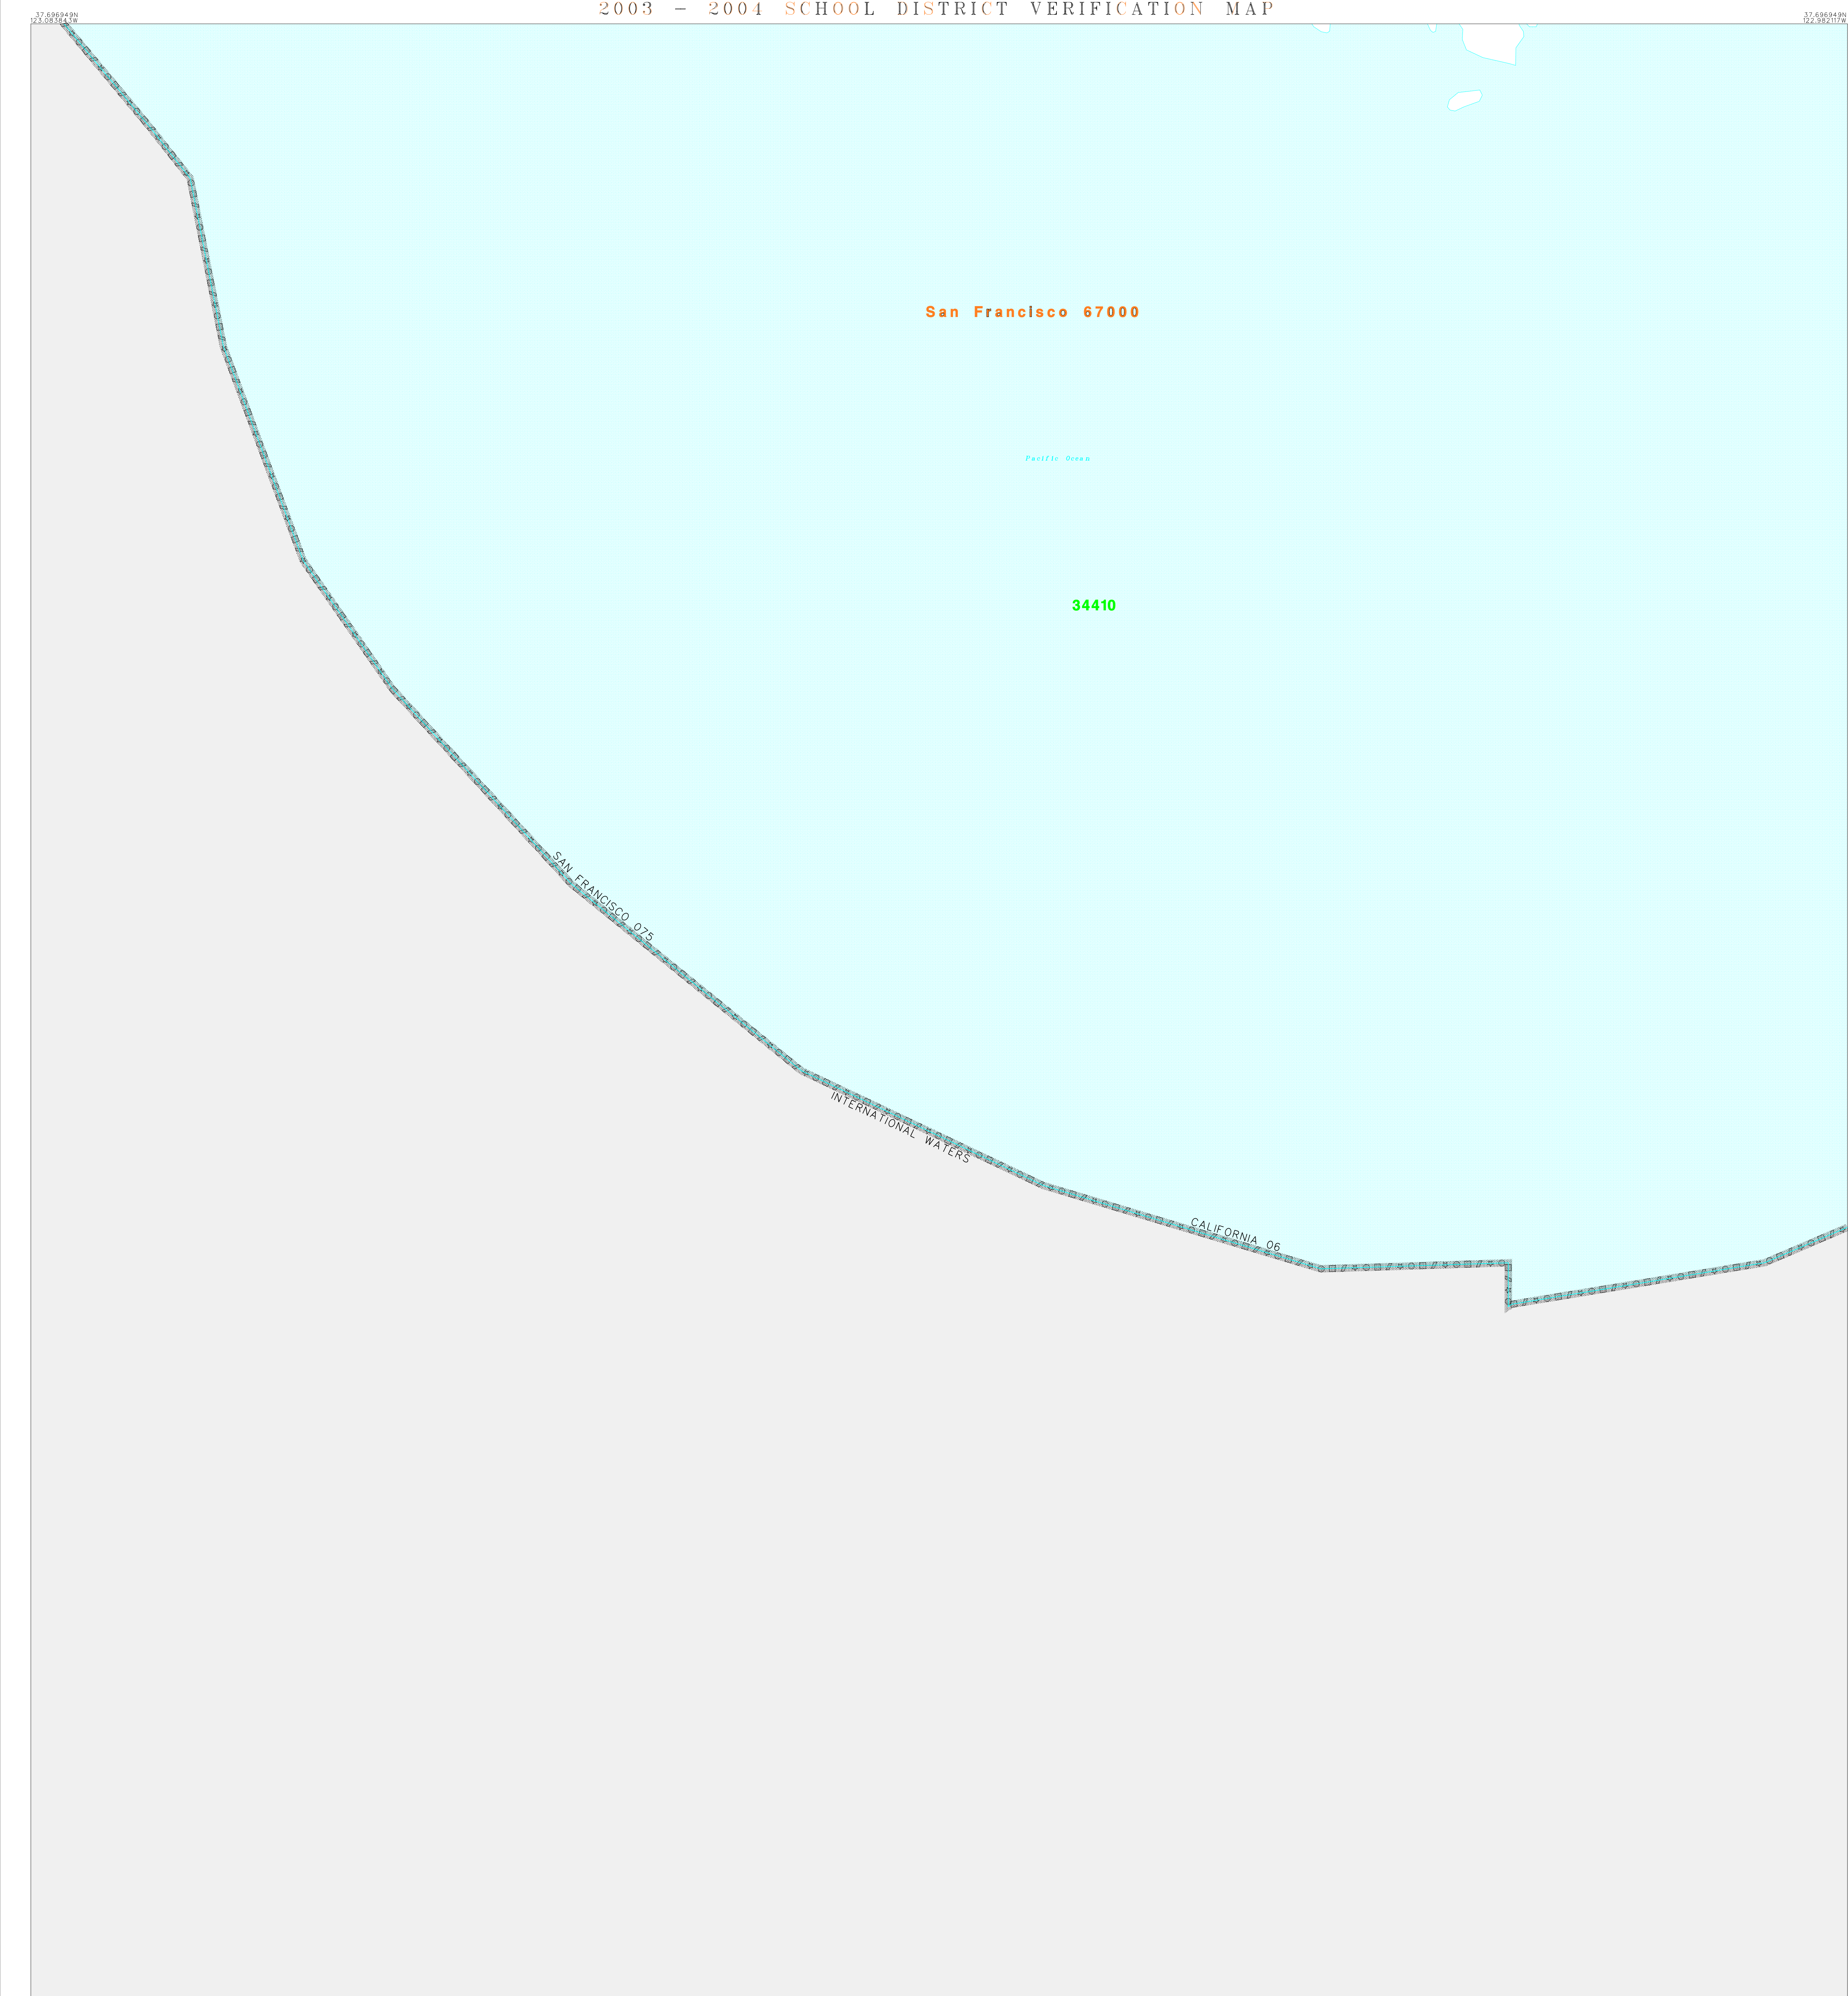 2003 - 2004 SCHOOL DISTRICT VERIFICATION MAP
37.696949N
123.083843W
37.696949N
122.982117W
San Francisco 67000
Pacific Ocean
34410
SAN FRANCISCO 075
INTERNATIONAL WATERS
CALIFORNIA 06